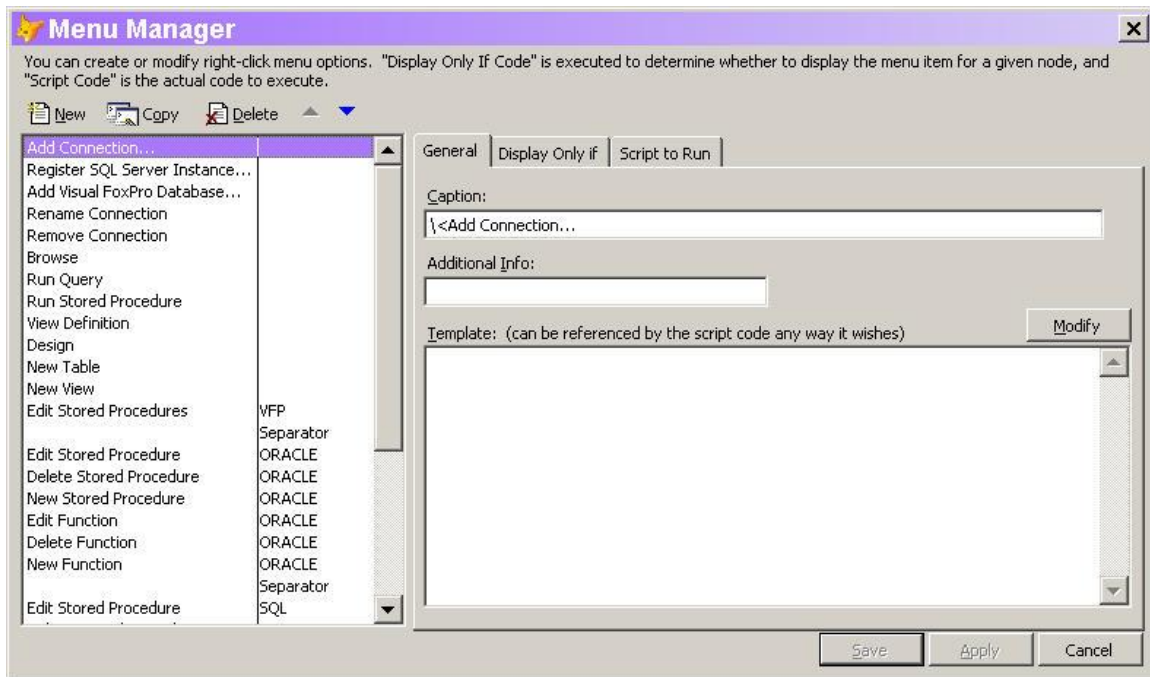 Menu Manager
You can create or modify right-click menu options. "Display Only If Code" is executed to determine whether to display the menu item for a given node, and
"Script Code" is the actual code to execute.
New Copy Delete
Add Connection...
Register SQL Server Instance...
Add Visual FoxPro Database...
Rename Connection
Remove Connection
Browse
Run Query
Run Stored Procedure
View Definition
Design
New Table
New View
Edit Stored Procedures VFP
Separator
Edit Stored Procedure ORACLE
Delete Stored Procedure ORACLE
New Stored Procedure ORACLE
Edit Function ORACLE
Delete Function ORACLE
New Function ORACLE
Separator
Edit Stored Procedure SQL
General Display Only if Script to Run
Caption:
\<Add Connection...
Additional Info:
Template: (can be referenced by the script code any way it wishes)
Modify
Save Apply Cancel